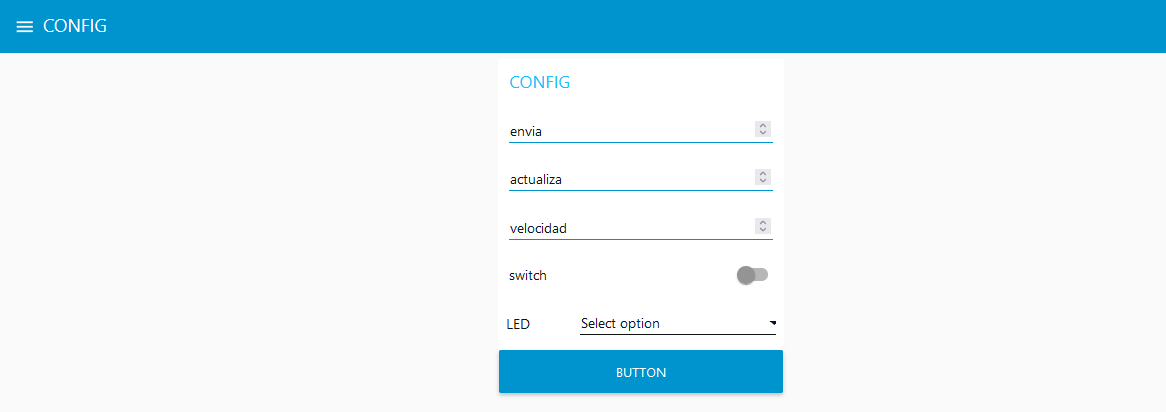 CONFIG
CONFIG
envia
actualiza
velocidad
switch
LED Select option
BUTTON